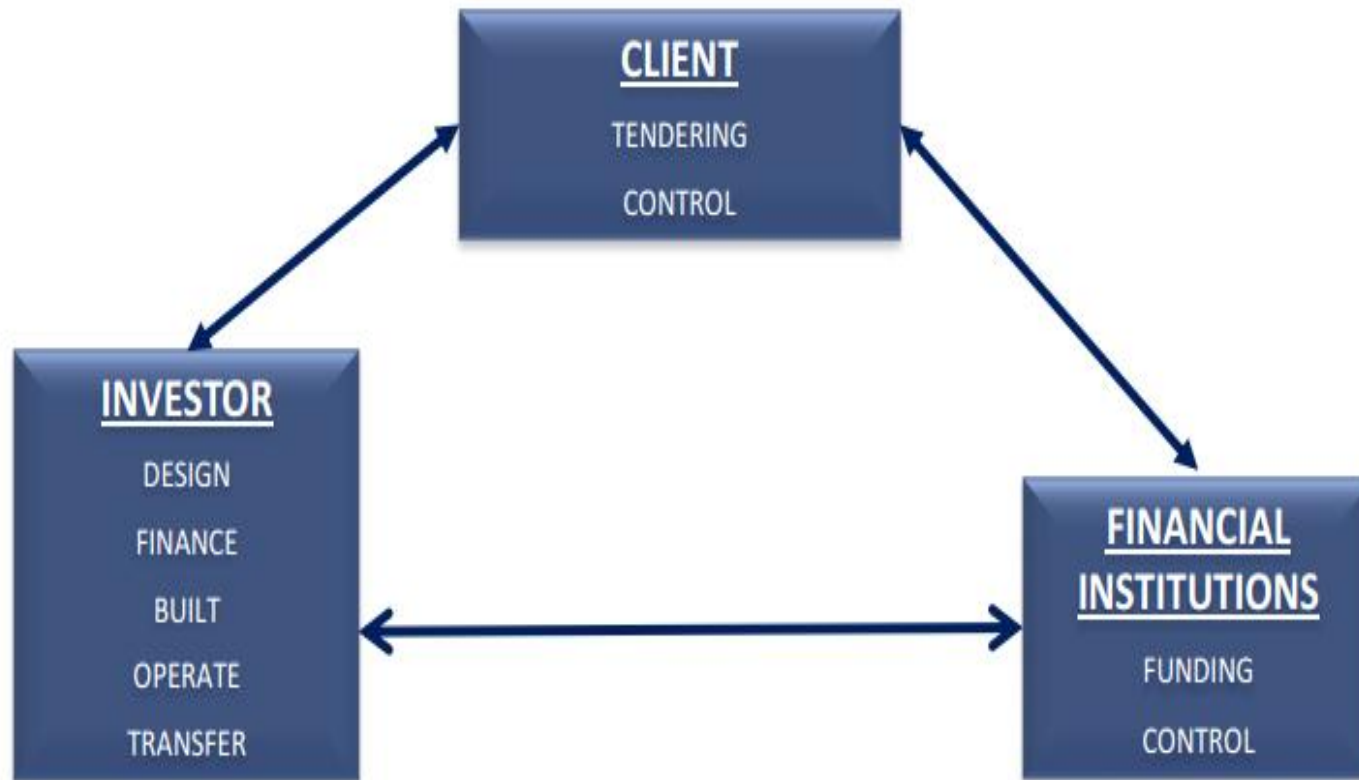 CLIENT
TENDERING
CONTROL
INVESTOR
DESIGN
FINANCE
BUILT
OPERATE
TRANSFER
FINANCIAL
INSTITUTIONS
FUNDING
CONTROL